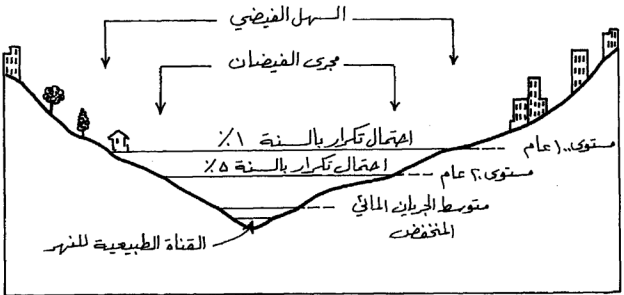 السهل الفيضي
مجرى الفيضان
احتمال تكرار بالسنة ١٪
مستوى ١٠٠ عام
احتمال تكرار بالسنة ٥٪
مستوى ٢٠ عام
متوسط الجريان المائي
المنخفض
القناة الطبيعية للنهر